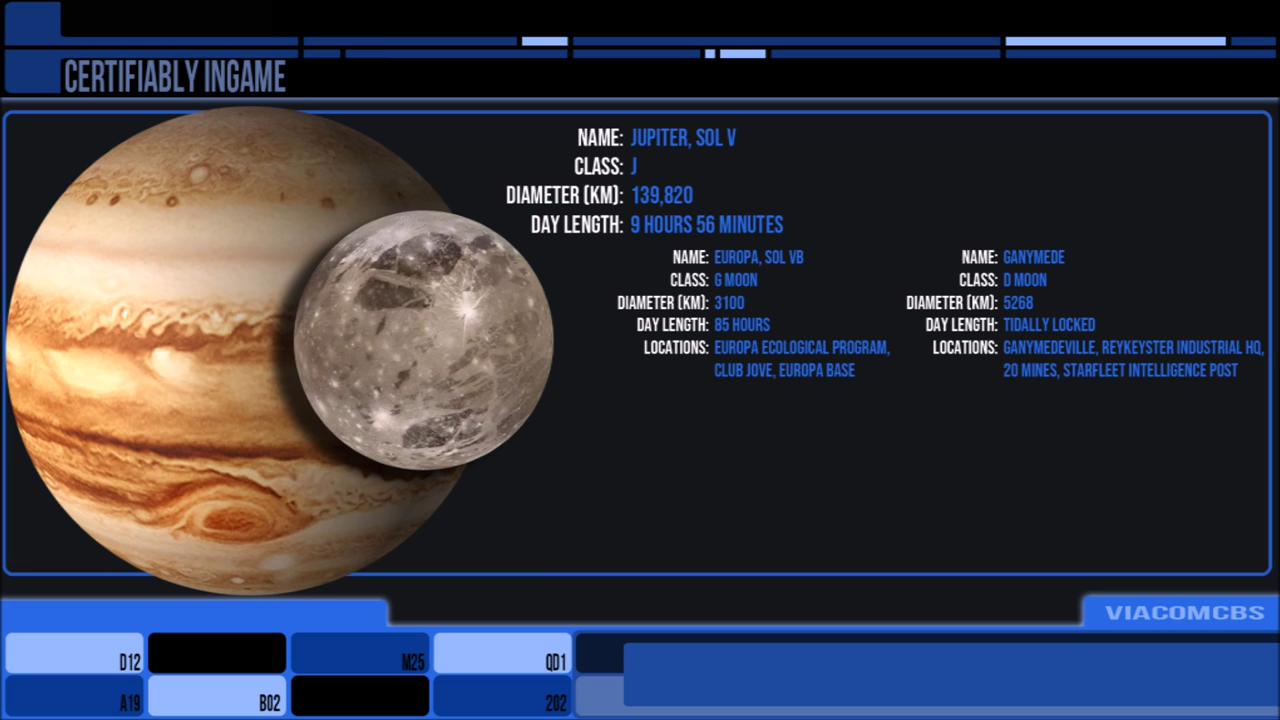 CERTIFIABLY INGAME
NAME: JUPITER, SOL V
CLASS: J
DIAMETER (KM): 139,820
DAY LENGTH: 9 HOURS 56 MINUTES
NAME: EUROPA, SOL VB
CLASS: G MOON
DIAMETER (KM): 3100
DAY LENGTH: 85 HOURS
LOCATIONS: EUROPA ECOLOGICAL PROGRAM,
CLUB JOVE, EUROPA BASE
NAME: GANYMEDE
CLASS: D MOON
DIAMETER (KM): 5268
DAY LENGTH: TIDALLY LOCKED
LOCATIONS: GANYMEDEVILLE, REYKEYSTER INDUSTRIAL HQ,
20 MINES, STARFLEET INTELLIGENCE POST
VIACOMCBS
D12 M25 QD1
A19 B02 202